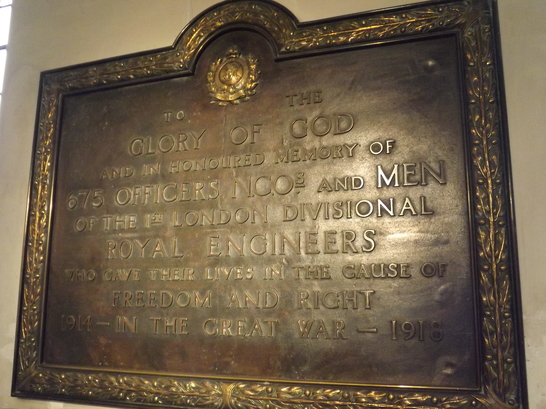 TO THE
GLORY OF GOD
AND IN HONOURED MEMORY OF
675 OFFICERS, NCOS AND MEN
OF THE 1ST LONDON DIVISIONAL
ROYAL ENGINEERS
WHO GAVE THEIR LIVES IN THE CAUSE OF
FREEDOM AND RIGHT
1914 — IN THE GREAT WAR — 1918